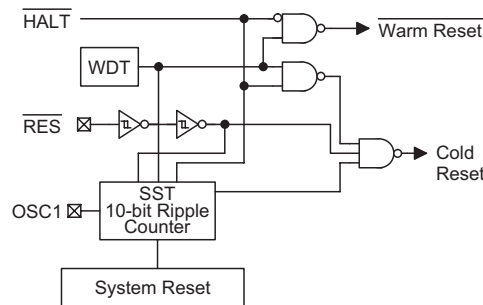 HALT
Warm Reset
WDT
RES
Cold
Reset
SST
10-bit Ripple
Counter
OSC1
System Reset